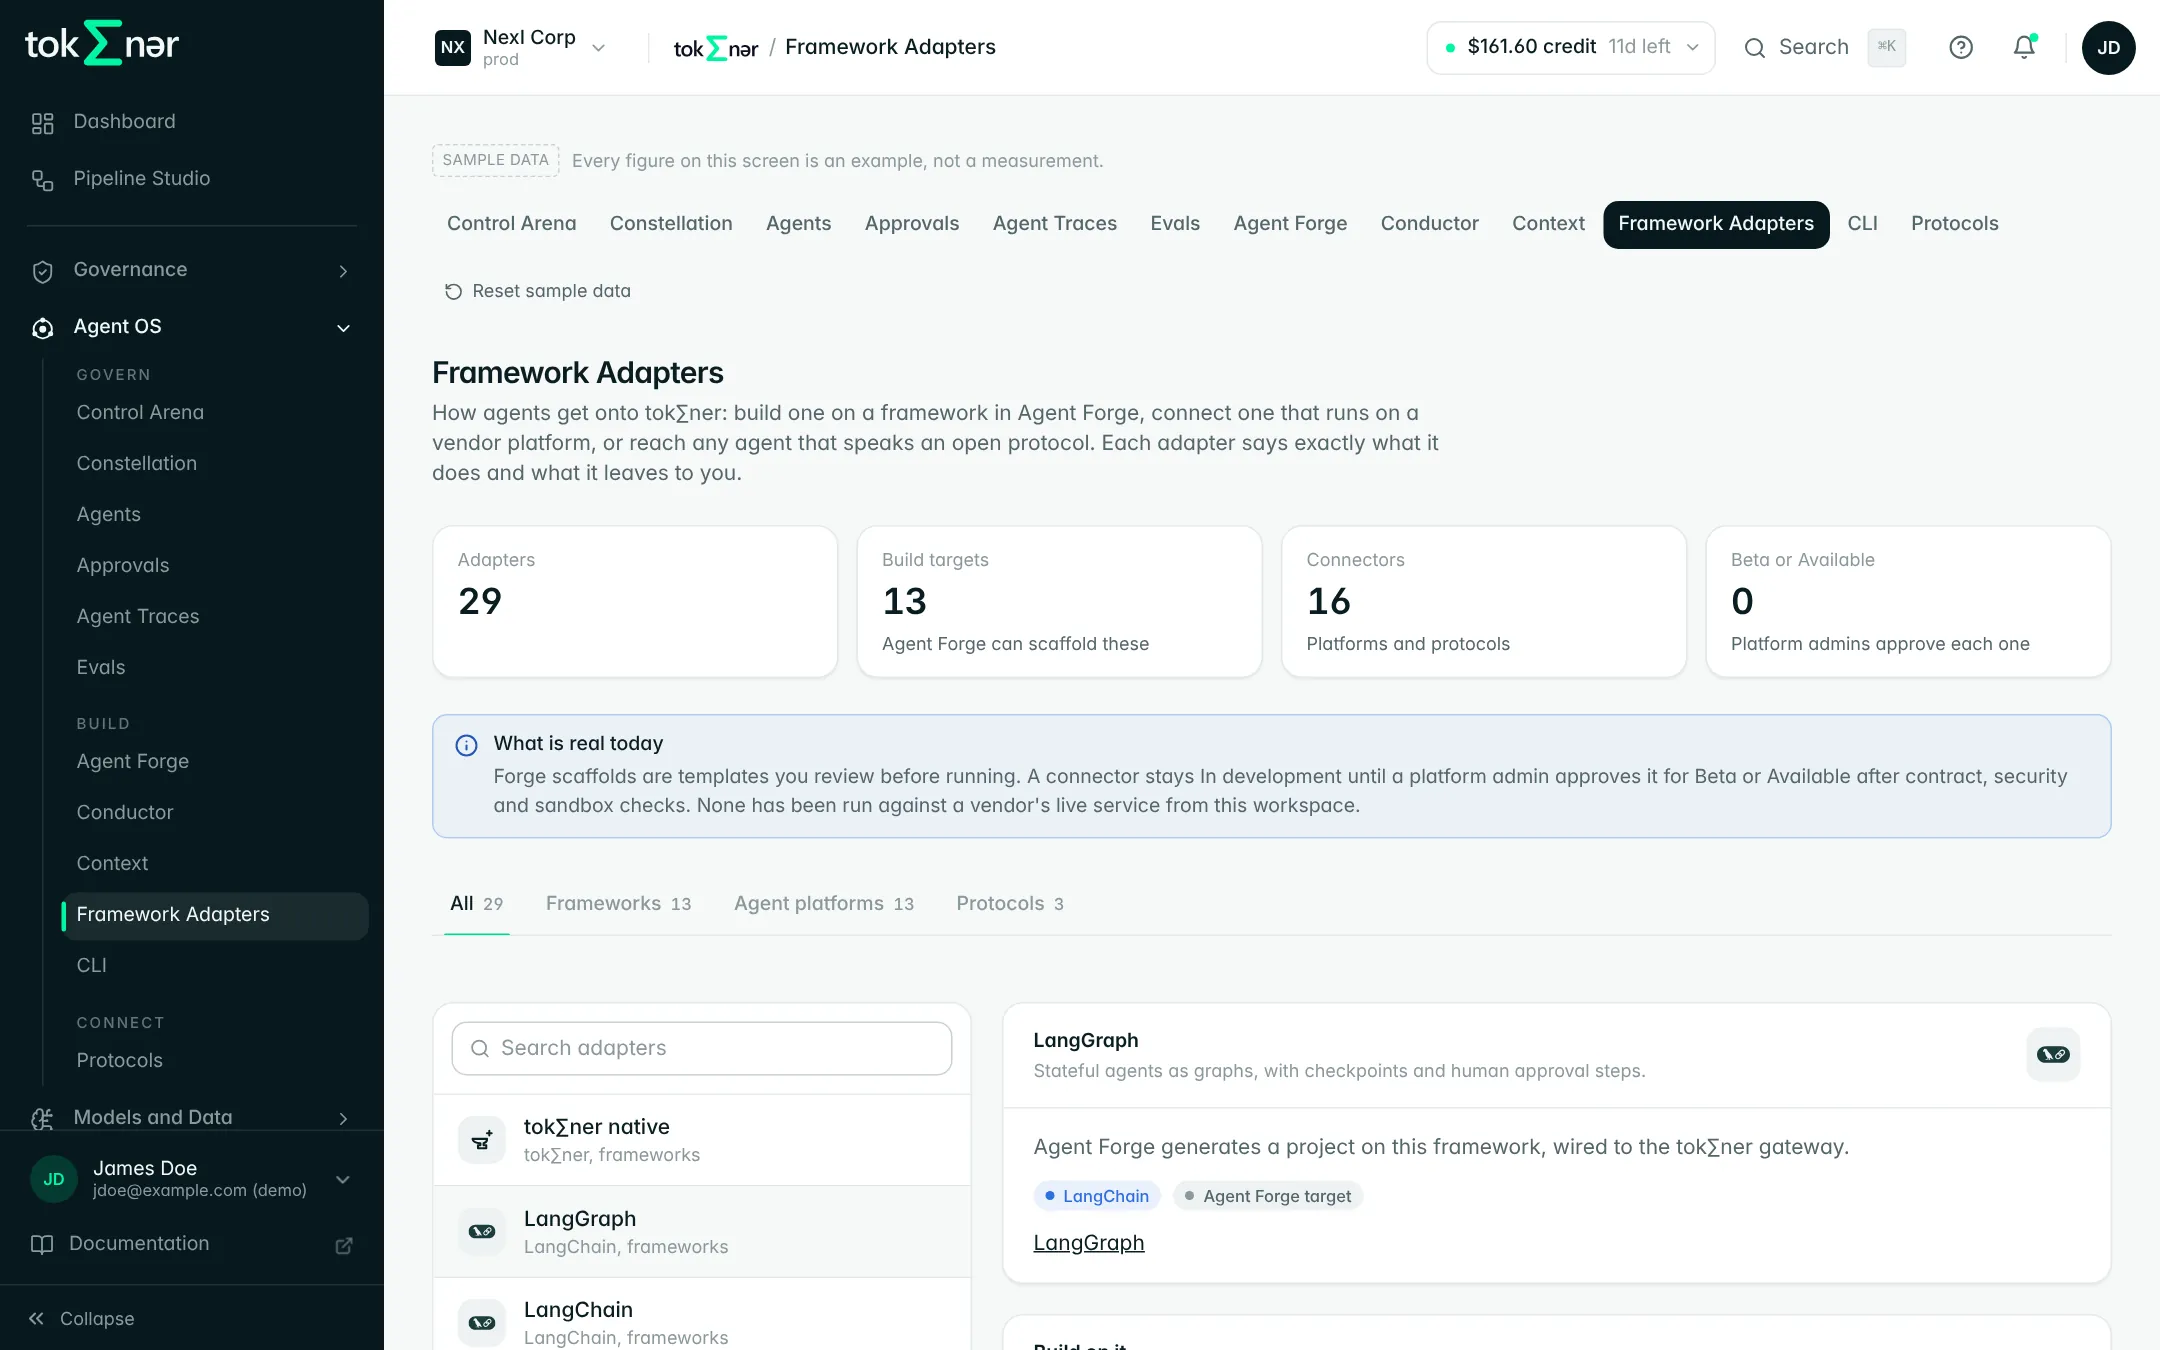 tok∑nər
Dashboard
Pipeline Studio
Governance
Agent OS
GOVERN
Control Arena
Constellation
Agents
Approvals
Agent Traces
Evals
BUILD
Agent Forge
Conductor
Context
Framework Adapters
CLI
CONNECT
Protocols
Models and Data
JD
James Doe
jdoe@example.com (demo)
Documentation
Collapse
NX
Nexl Corp
prod
tok∑nər / Framework Adapters
$161.60 credit 11d left
Search ⌘K
JD
SAMPLE DATA Every figure on this screen is an example, not a measurement.
Control Arena Constellation Agents Approvals Agent Traces Evals Agent Forge Conductor Context Framework Adapters CLI Protocols
Reset sample data
Framework Adapters
How agents get onto tok∑ner: build one on a framework in Agent Forge, connect one that runs on a
vendor platform, or reach any agent that speaks an open protocol. Each adapter says exactly what it
does and what it leaves to you.
Adapters
29
Build targets
13
Agent Forge can scaffold these
Connectors
16
Platforms and protocols
Beta or Available
0
Platform admins approve each one
What is real today
Forge scaffolds are templates you review before running. A connector stays In development until a platform admin approves it for Beta or Available after contract, security
and sandbox checks. None has been run against a vendor's live service from this workspace.
All 29 Frameworks 13 Agent platforms 13 Protocols 3
Search adapters
tok∑ner native
tok∑ner, frameworks
LangGraph
LangChain, frameworks
LangChain
LangChain, frameworks
LangGraph
Stateful agents as graphs, with checkpoints and human approval steps.
Agent Forge generates a project on this framework, wired to the tok∑ner gateway.
LangChain Agent Forge target
LangGraph
Build on it